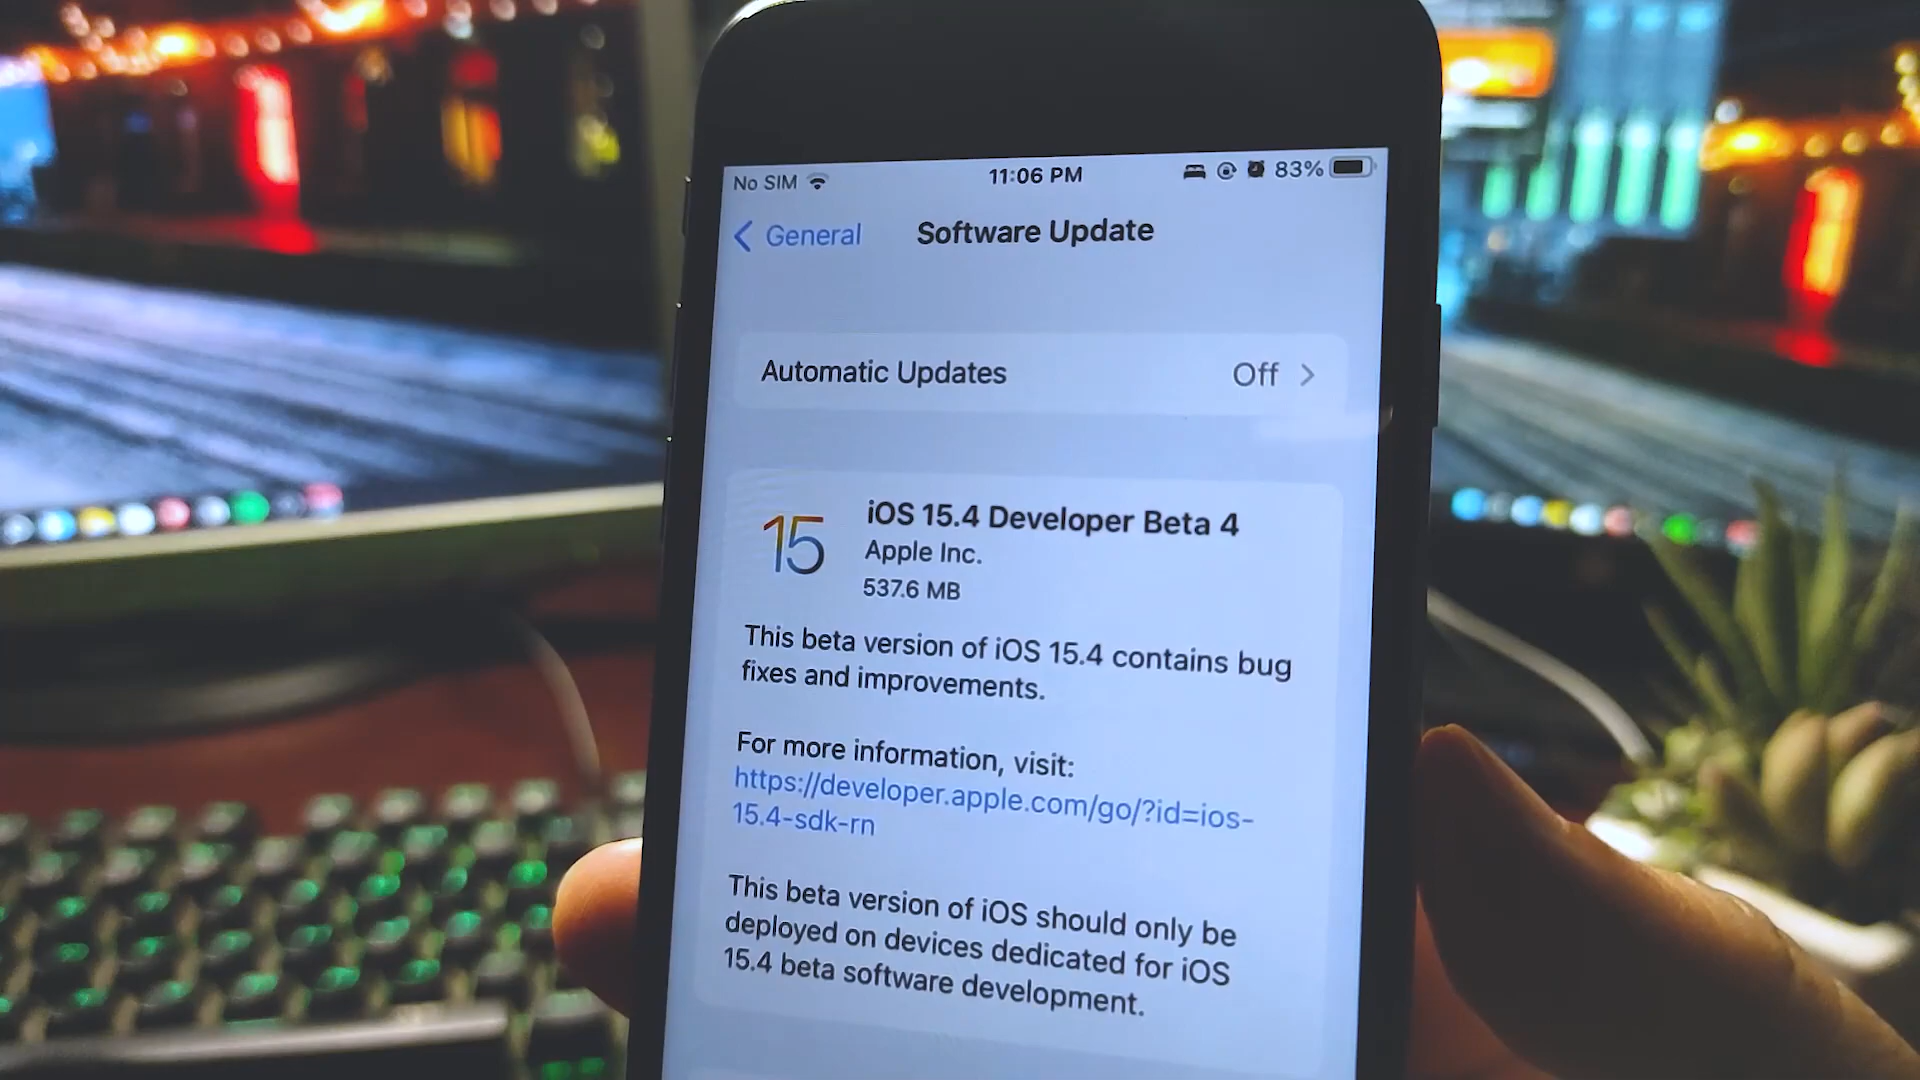 No SIM 11:06 PM 83%
General Software Update
Automatic Updates Off
15 iOS 15.4 Developer Beta 4
Apple Inc.
537.6 MB
This beta version of iOS 15.4 contains bug
fixes and improvements.
For more information, visit:
https://developer.apple.com/go/?id=ios-
15.4-sdk-rn
This beta version of iOS should only be
deployed on devices dedicated for iOS
15.4 beta software development.